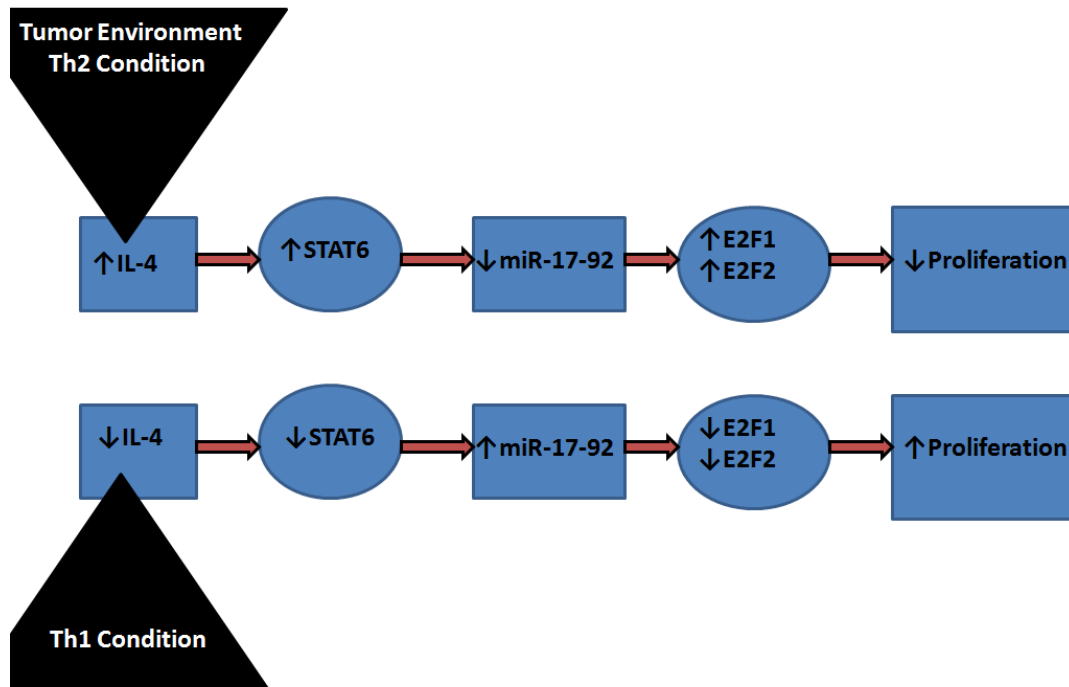 Tumor Environment
Th2 Condition
↑IL-4
↑STAT6
↓miR-17-92
↑E2F1
↑E2F2
↓Proliferation
↓IL-4
↓STAT6
↑miR-17-92
↓E2F1
↓E2F2
↑Proliferation
Th1 Condition